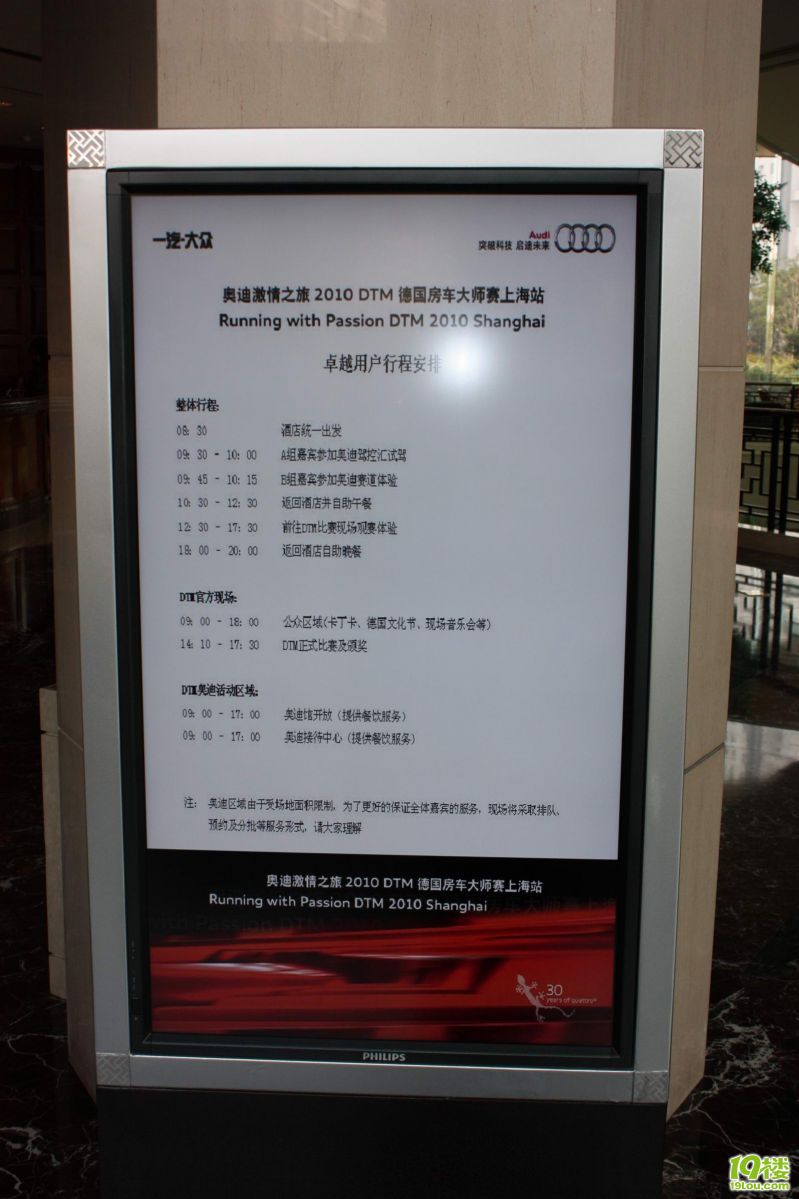 一汽-大众
Audi
突破科技 启迪未来
奥迪激情之旅 2010 DTM 德国房车大师赛上海站
Running with Passion DTM 2010 Shanghai
卓越用户行程安排
整体行程:
08: 30 酒店统一出发
09: 30 - 10: 00 A组嘉宾参加奥迪驾控汇试驾
09: 45 - 10: 15 B组嘉宾参加奥迪赛道体验
10: 30 - 12: 30 返回酒店并自助午餐
12: 30 - 17: 30 前往DTM比赛现场观赛体验
18: 00 - 20: 00 返回酒店自助晚餐
DTM官方现场:
09: 00 - 18: 00 公众区域(卡丁卡、德国文化节、现场音乐会等)
14: 10 - 17: 30 DTM正式比赛及颁奖
DTM奥迪活动区域:
09: 00 - 17: 00 奥迪馆开放 (提供餐饮服务)
09: 00 - 17: 00 奥迪接待中心 (提供餐饮服务)
注: 奥迪区域由于受场地面积限制, 为了更好的保证全体嘉宾的服务, 现场将采取排队、
预约及分批等服务形式, 请大家理解
奥迪激情之旅 2010 DTM 德国房车大师赛上海站
Running with Passion DTM 2010 Shanghai
房车大师赛上海
with Passion DTM
30
years of quattro®
PHILIPS
19楼
19lou.com